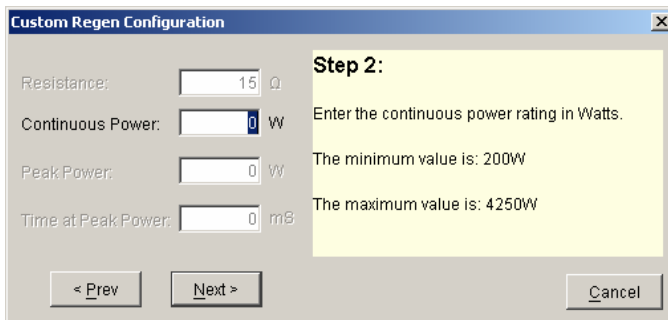 Custom Regen Configuration
Resistance: 15 Ω
Continuous Power: 0 W
Peak Power: 0 W
Time at Peak Power: 0 mS
Step 2:
Enter the continuous power rating in Watts.
The minimum value is: 200W
The maximum value is: 4250W
< Prev
Next >
Cancel